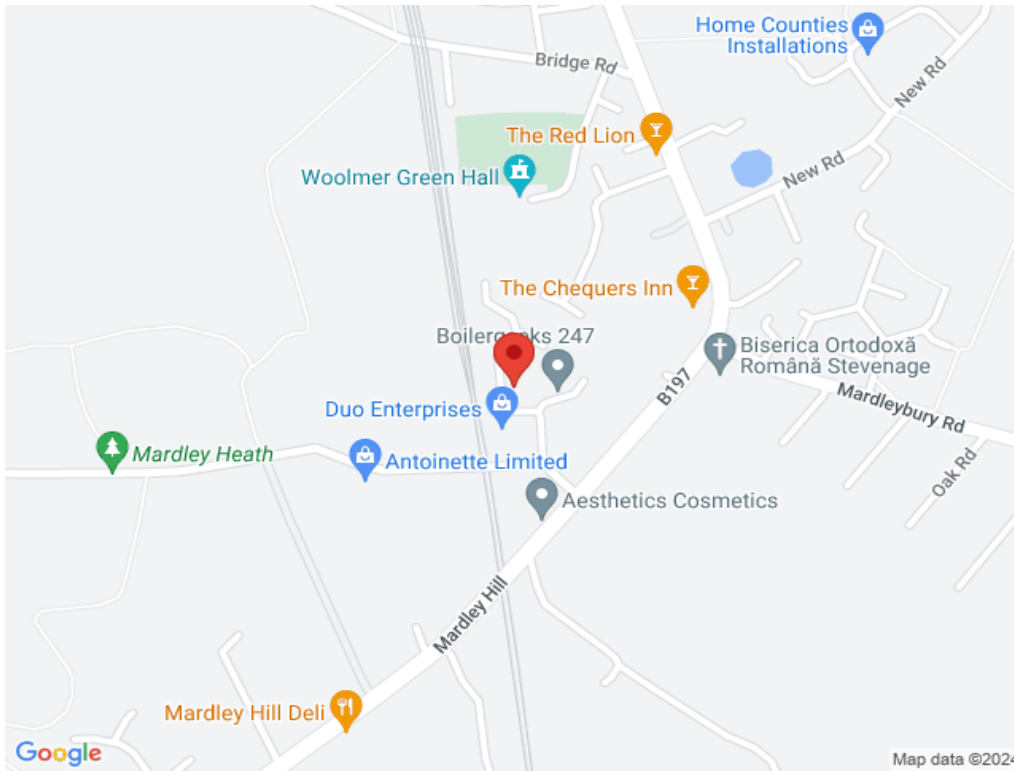 Home Counties
Installations
Bridge Rd
New Rd
The Red Lion
New Rd
Woolmer Green Hall
The Chequers Inn
Boilergeeks 247
Biserica Ortodoxă
Română Stevenage
B197
Mardleybury Rd
Duo Enterprises
Mardley Heath
Antoinette Limited
Oak Rd
Aesthetics Cosmetics
Mardley Hill
Mardley Hill Deli
Google
Map data ©2024